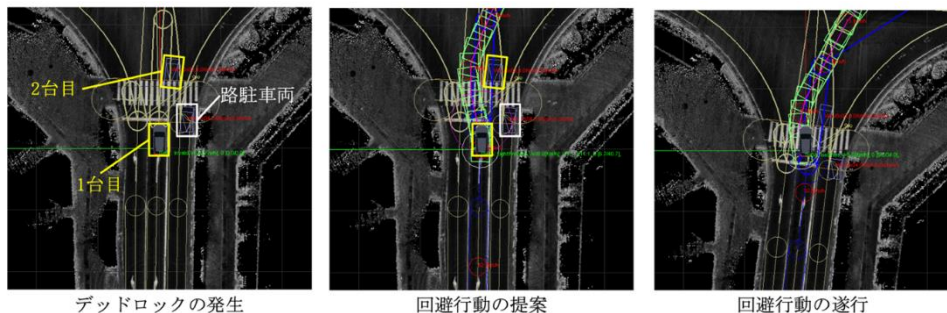 2台目
路駐車両
1台目
デッドロックの発生
回避行動の提案
回避行動の遂行